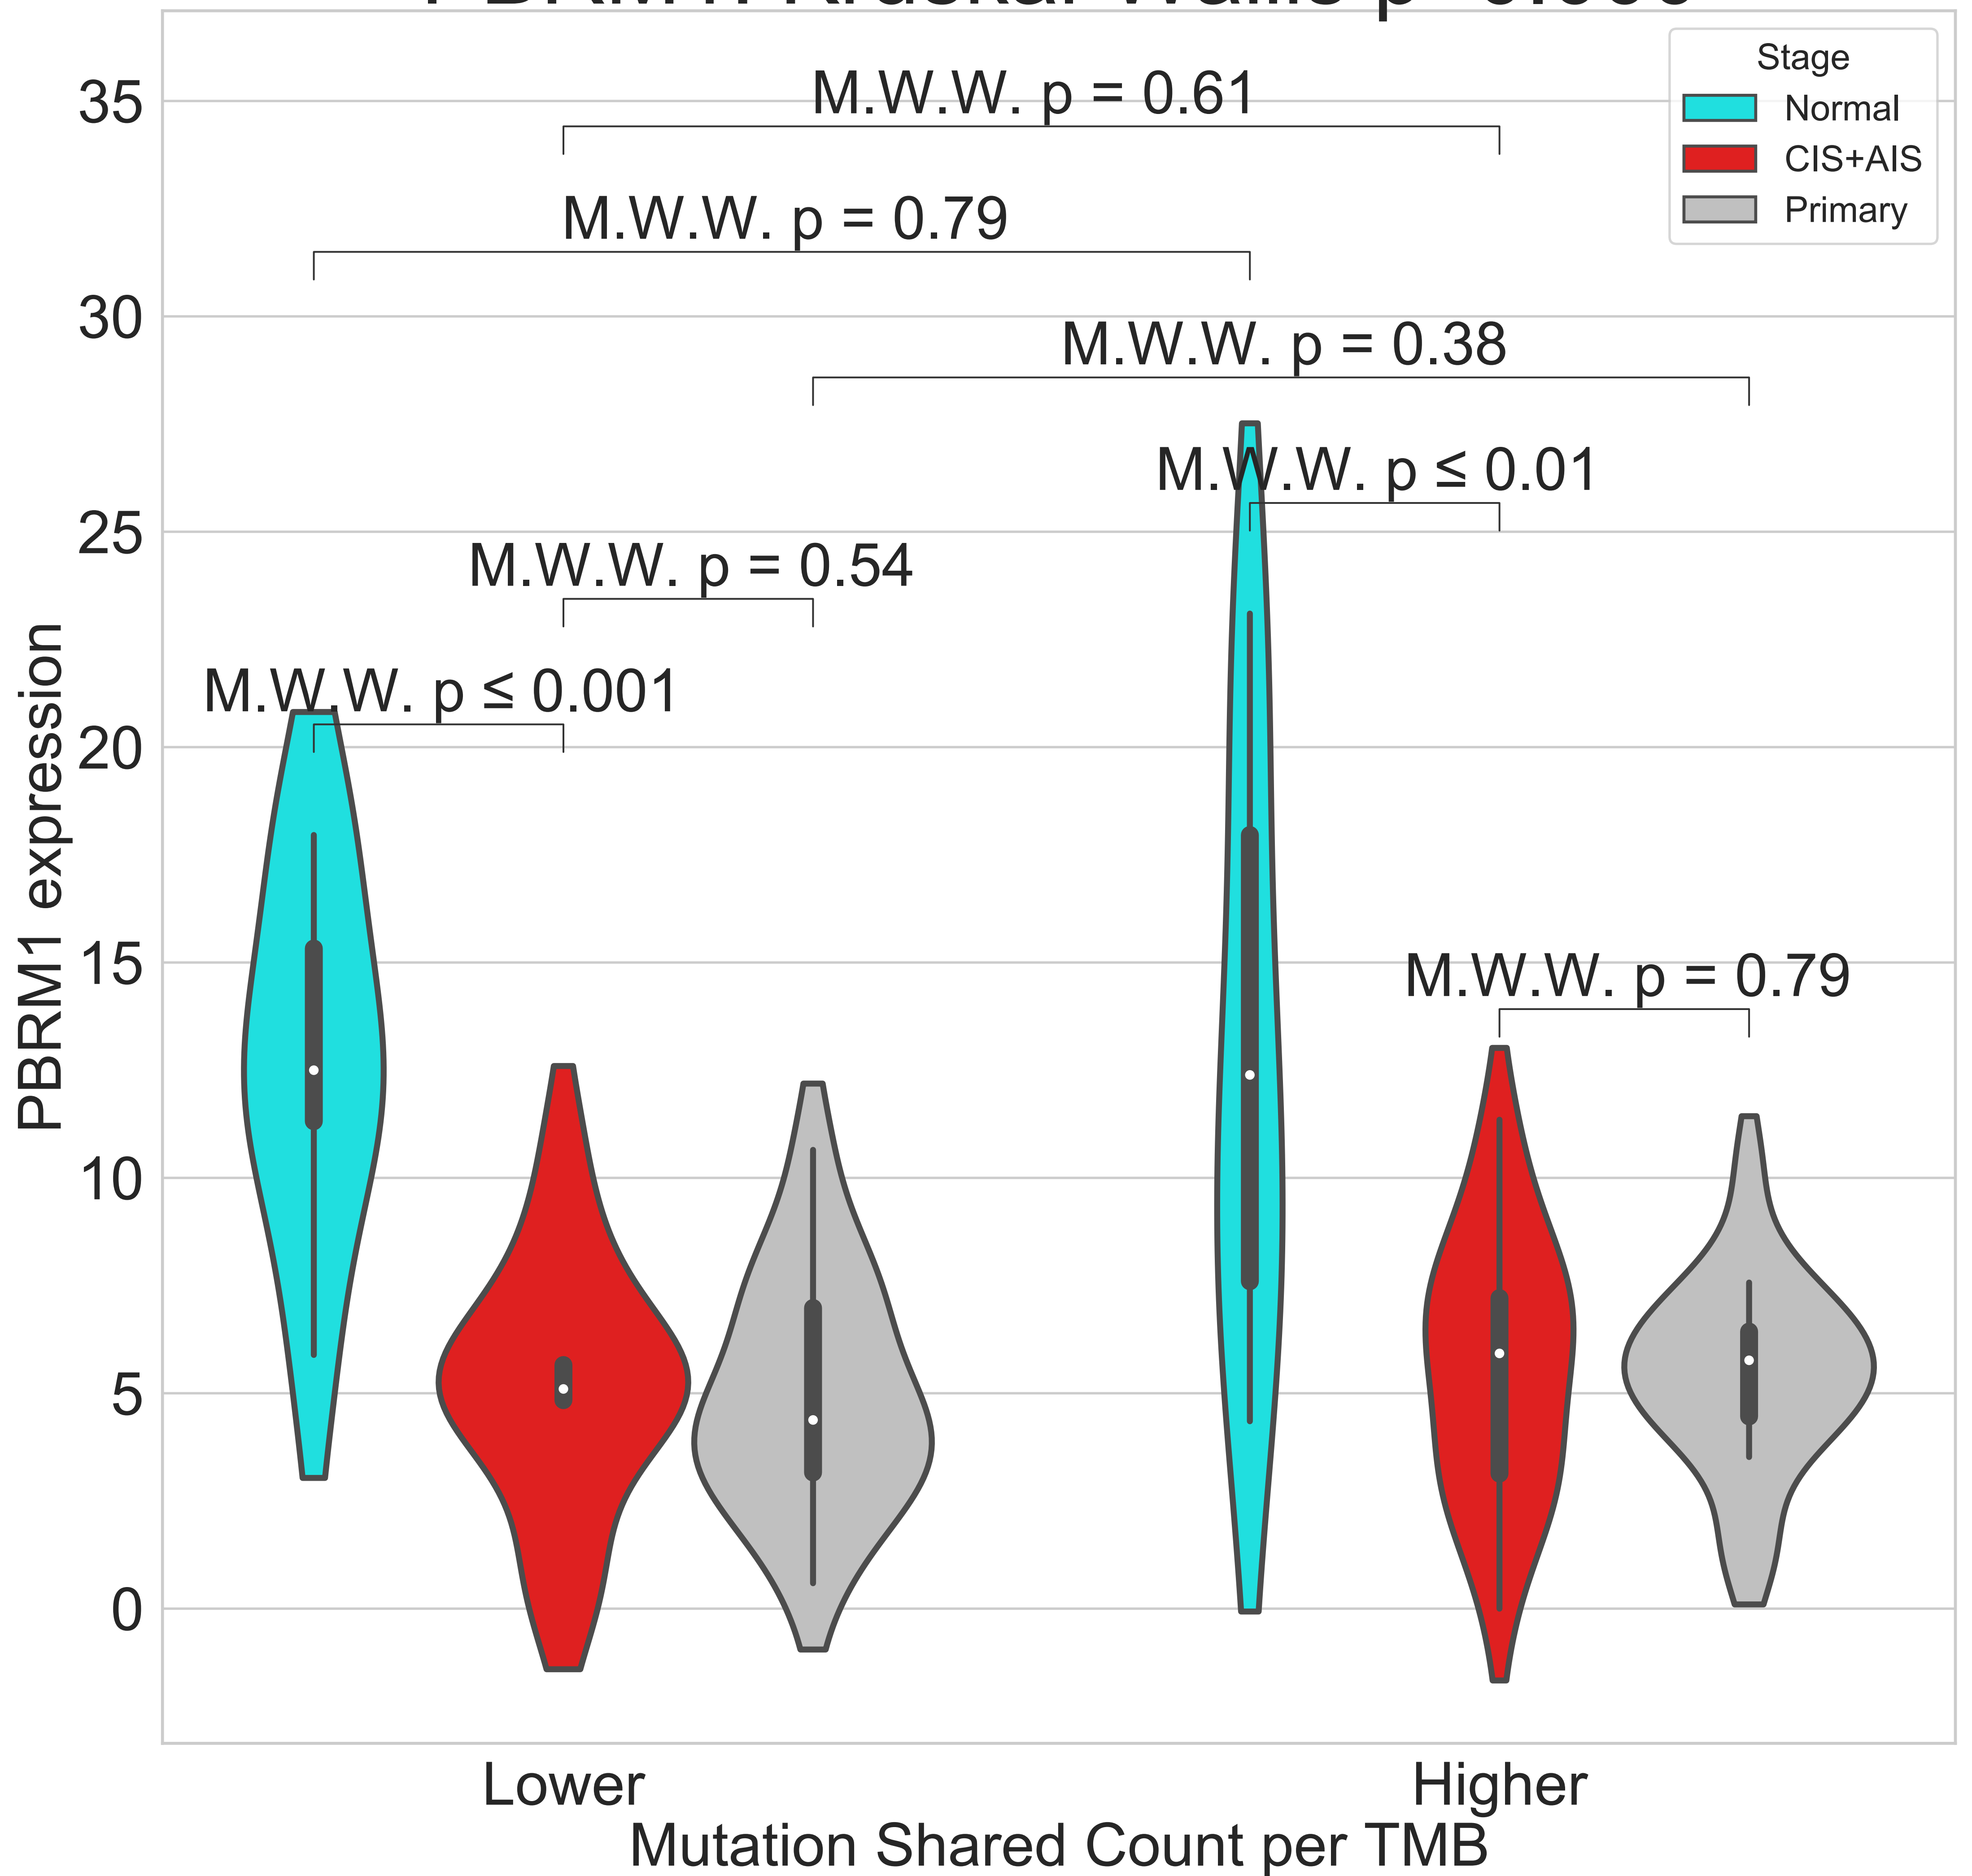 Stage
Normal
CIS+AIS
Primary
M.W.W. p = 0.61
M.W.W. p = 0.79
M.W.W. p = 0.38
M.W.W. p ≤ 0.01
M.W.W. p = 0.54
M.W.W. p ≤ 0.001
M.W.W. p = 0.79
35
30
25
20
15
10
5
0
PBRM1 expression
Lower
Higher
Mutation Shared Count per TMB